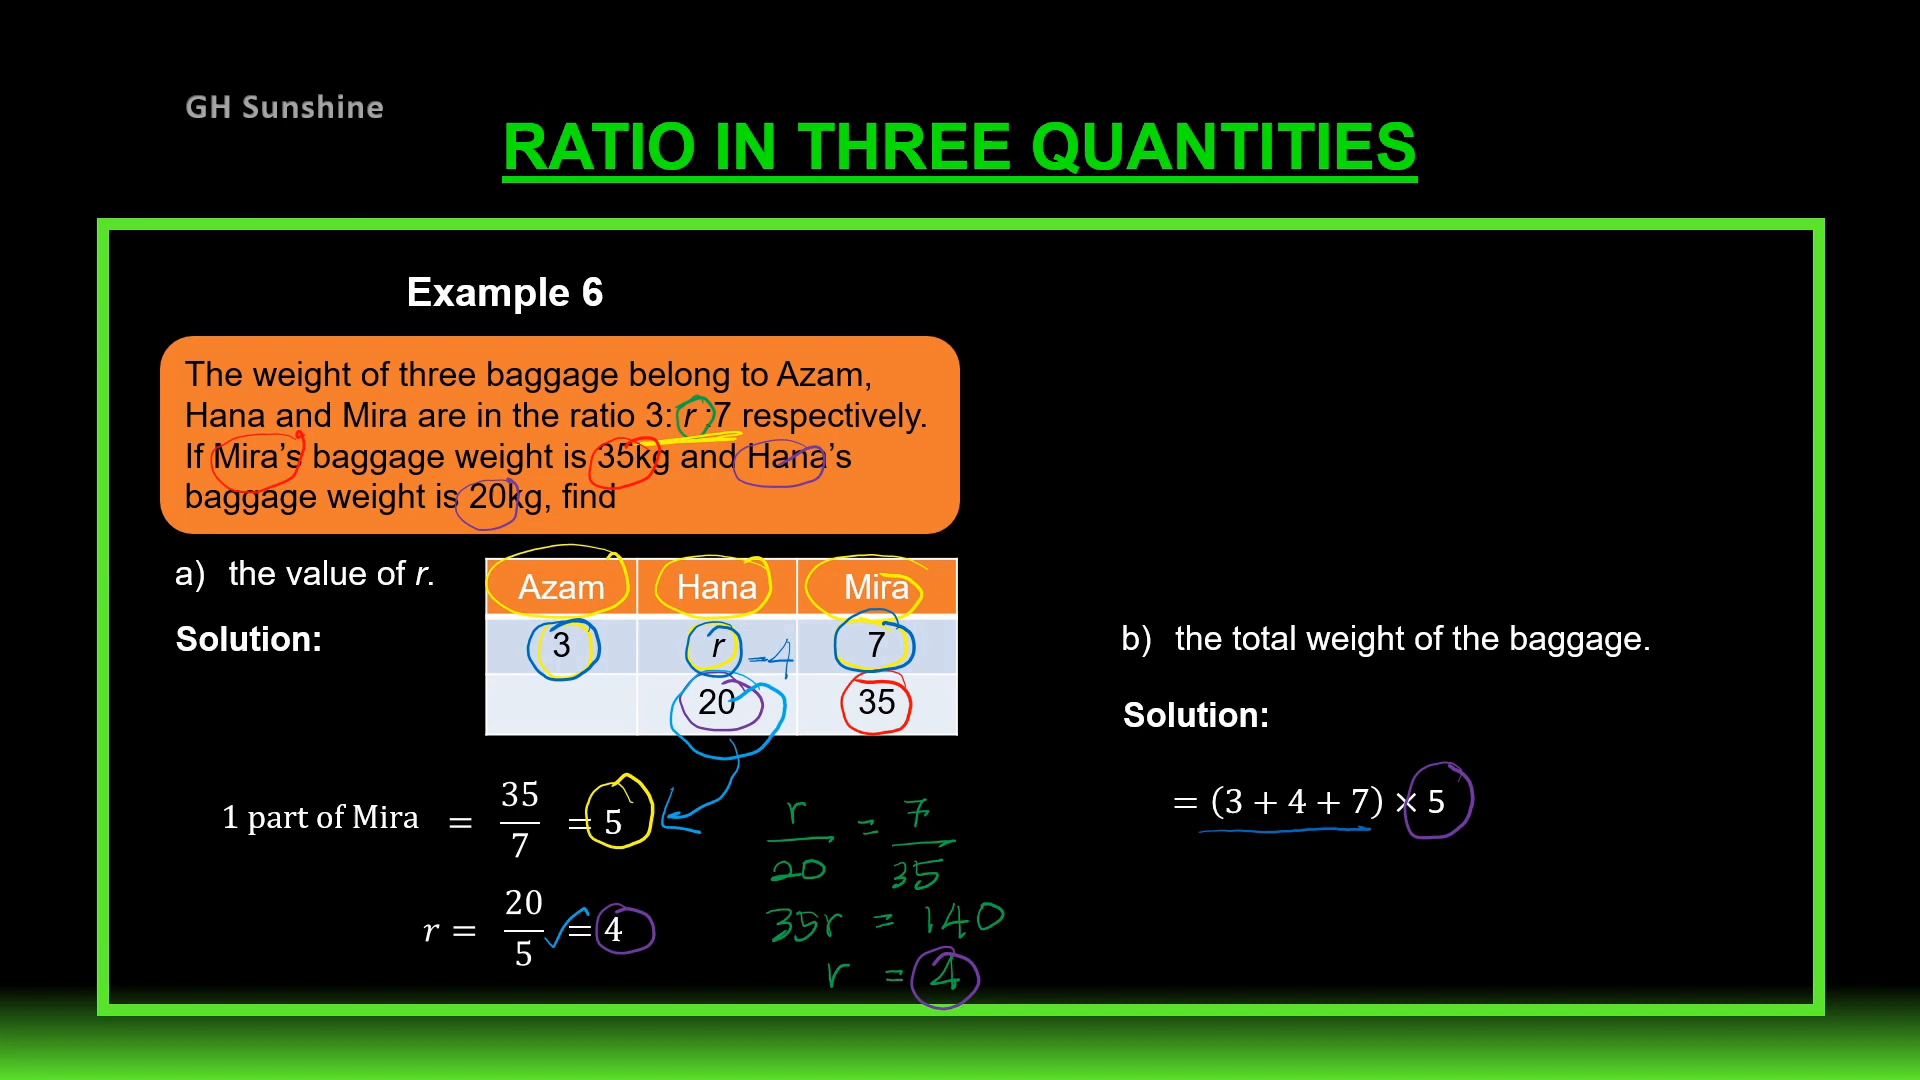 GH Sunshine
RATIO IN THREE QUANTITIES
Example 6
The weight of three baggage belong to Azam,
Hana and Mira are in the ratio 3: r :7 respectively.
If Mira’s baggage weight is 35kg and Hana’s
baggage weight is 20kg, find
a) the value of r.
Solution:
Azam Hana Mira
3 r =4 7
20 35
1 part of Mira = 35/7 = 5
r = 20/5 = 4
r/20 = 7/35
35r = 140
r = 4
b) the total weight of the baggage.
Solution:
= (3 + 4 + 7) × 5